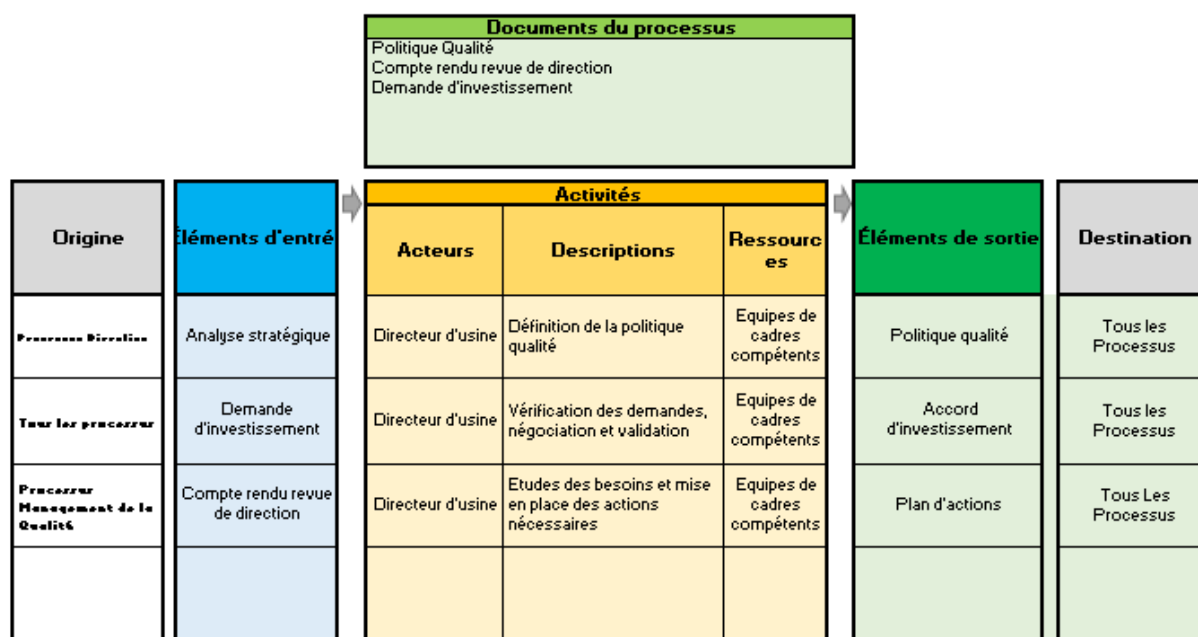 Documents du processus
Politique Qualité
Compte rendu revue de direction
Demande d'investissement
Origine
Éléments d'entré
Activités
Acteurs
Descriptions
Ressourc
es
Éléments de sortie
Destination
Processus Direction
Analyse stratégique
Directeur d'usine
Définition de la politique
qualité
Equipes de
cadres
compétents
Politique qualité
Tous les
Processus
Tous les processus
Demande
d'investissement
Directeur d'usine
Vérification des demandes,
négociation et validation
Equipes de
cadres
compétents
Accord
d'investissement
Tous les
Processus
Processus
Management de la
Qualité
Compte rendu revue
de direction
Directeur d'usine
Etudes des besoins et mise
en place des actions
nécessaires
Equipes de
cadres
compétents
Plan d'actions
Tous Les
Processus